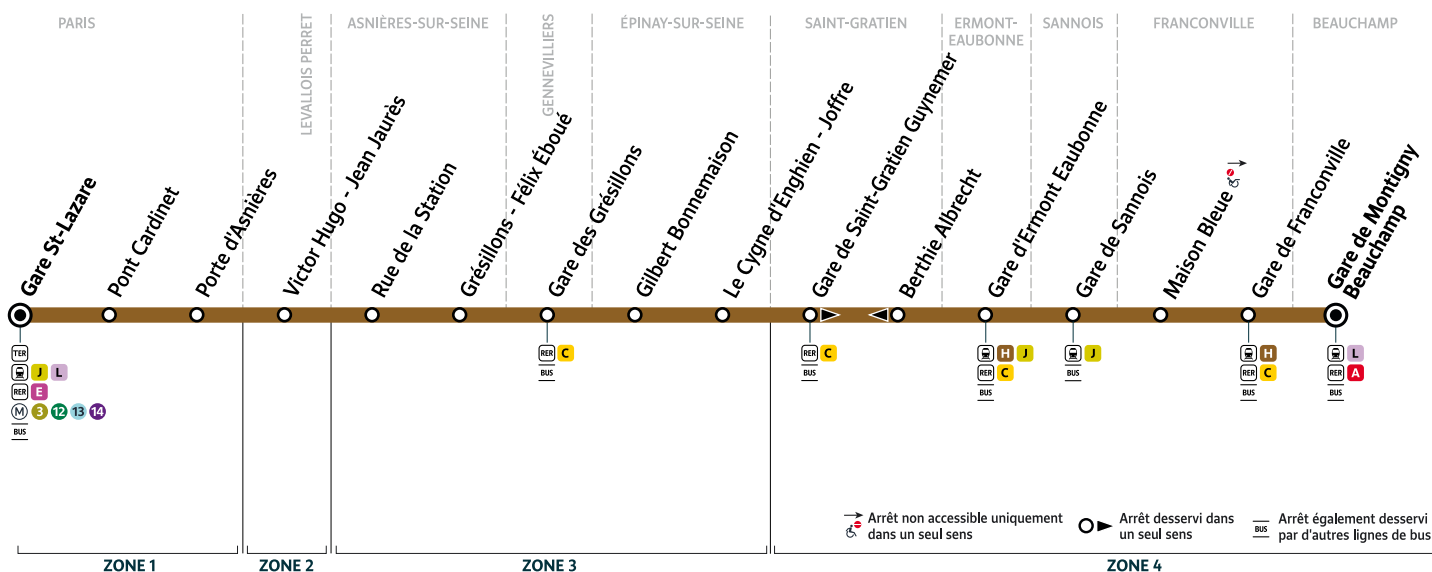 PARIS
LEVALLOIS PERRET
ASNIÈRES-SUR-SEINE
GENNEVILLIERS
ÉPINAY-SUR-SEINE
SAINT-GRATIEN
ERMONT-
EAUBONNE
SANNOIS
FRANCONVILLE
BEAUCHAMP
Gare St-Lazare
Pont Cardinet
Porte d'Asnières
Victor Hugo - Jean Jaurès
Rue de la Station
Grésillons - Félix Éboué
Gare des Grésillons
Gilbert Bonnemaison
Le Cygne d'Enghien - Joffre
Gare de Saint-Gratien Guynemer
Berthie Albrecht
Gare d'Ermont Eaubonne
Gare de Sannois
Maison Bleue
Gare de Franconville
Gare de Montigny
Beauchamp
TER
J L
RER E
M 3 12 13 14
BUS
RER C
BUS
RER C
BUS
H J
RER C
BUS
J
BUS
H
RER C
BUS
L
RER A
BUS
Arrêt non accessible uniquement
dans un seul sens
Arrêt desservi dans
un seul sens
BUS
Arrêt également desservi
par d'autres lignes de bus
ZONE 1
ZONE 2
ZONE 3
ZONE 4